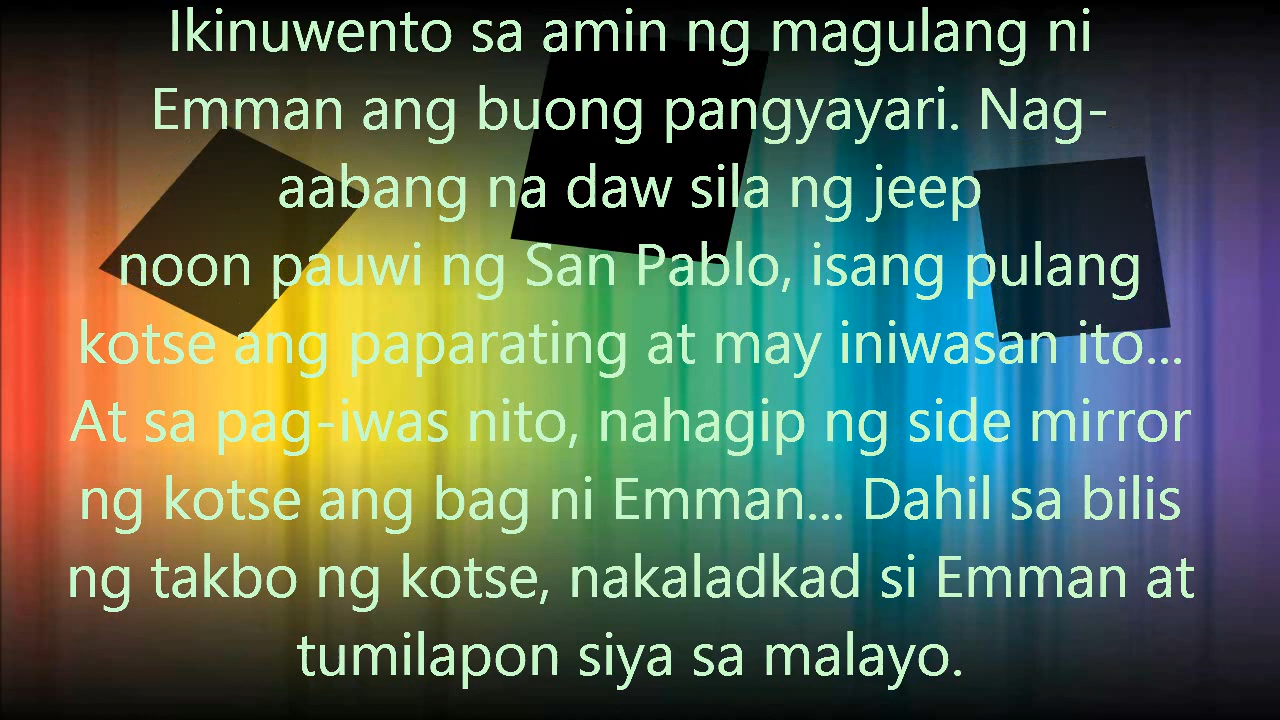 Ikinuwento sa amin ng magulang ni
Emman ang buong pangyayari. Nag-
aabang na daw sila ng jeep
noon pauwi ng San Pablo, isang pulang
kotse ang paparating at may iniwasan ito...
At sa pag-iwas nito, nahagip ng side mirror
ng kotse ang bag ni Emman... Dahil sa bilis
ng takbo ng kotse, nakaladkad si Emman at
tumilapon siya sa malayo.